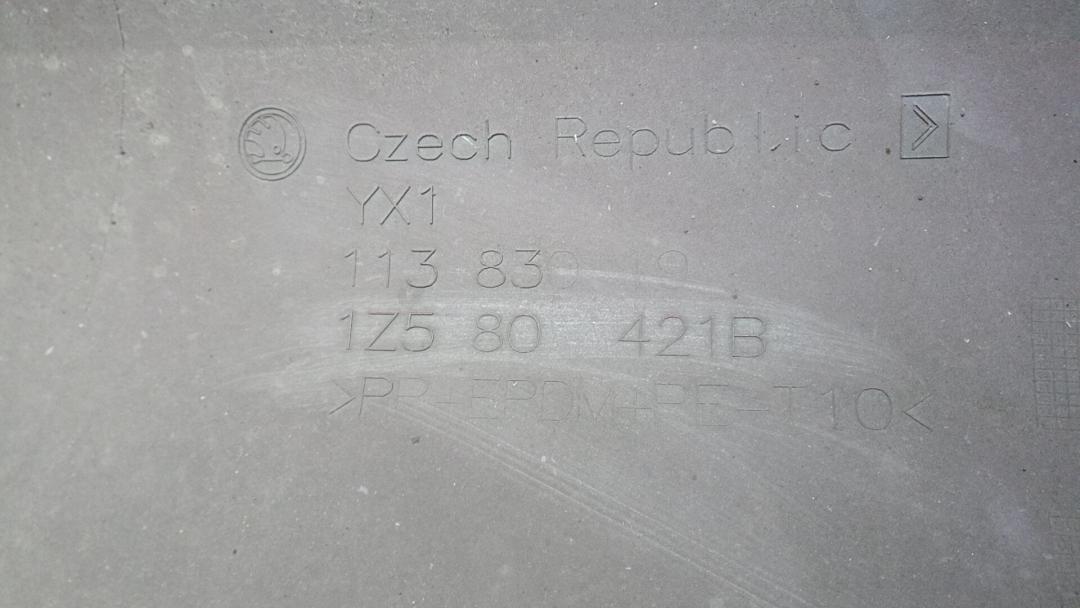 Czech Republic
YX1
113 83
1Z5 80 421B
>PP+EPDM+PE-T10<